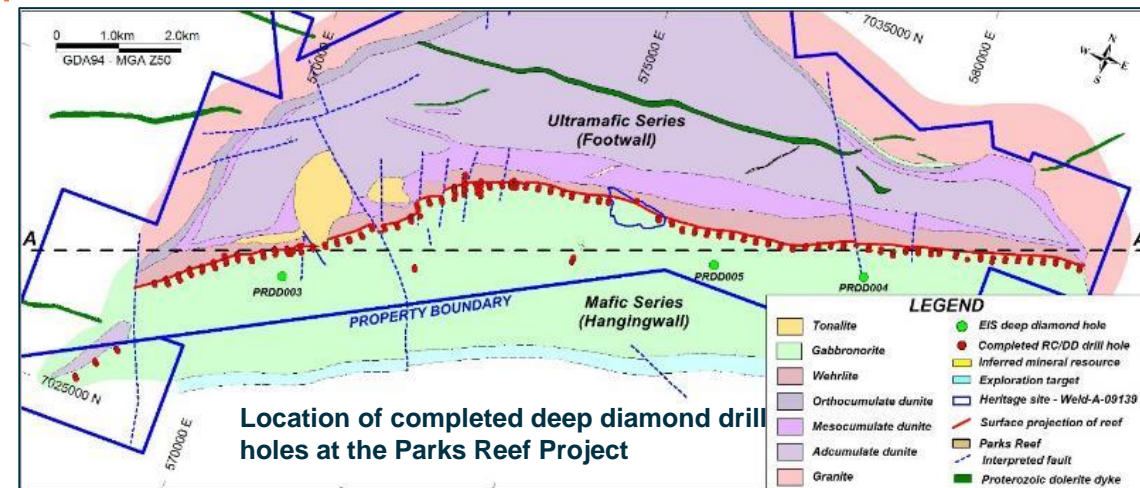 0 1.0km 2.0km
GDA94 - MGA Z50
570000 E
575000 E
7035000 N
580000 E
N
W E
S
Ultramafic Series
(Footwall)
A
A
PRDD003
PRDD005
PRDD004
PROPERTY BOUNDARY
Mafic Series
(Hangingwall)
7025000 N
570000 E
Location of completed deep diamond drill
holes at the Parks Reef Project
LEGEND
Tonalite
Gabbronorite
Wehrlite
Orthocumulate dunite
Mesocumulate dunite
Adcumulate dunite
Granite
EIS deep diamond hole
Completed RC/DD drill hole
Inferred mineral resource
Exploration target
Heritage site - Weld-A-09139
Surface projection of reef
Parks Reef
Interpreted fault
Proterozoic dolerite dyke